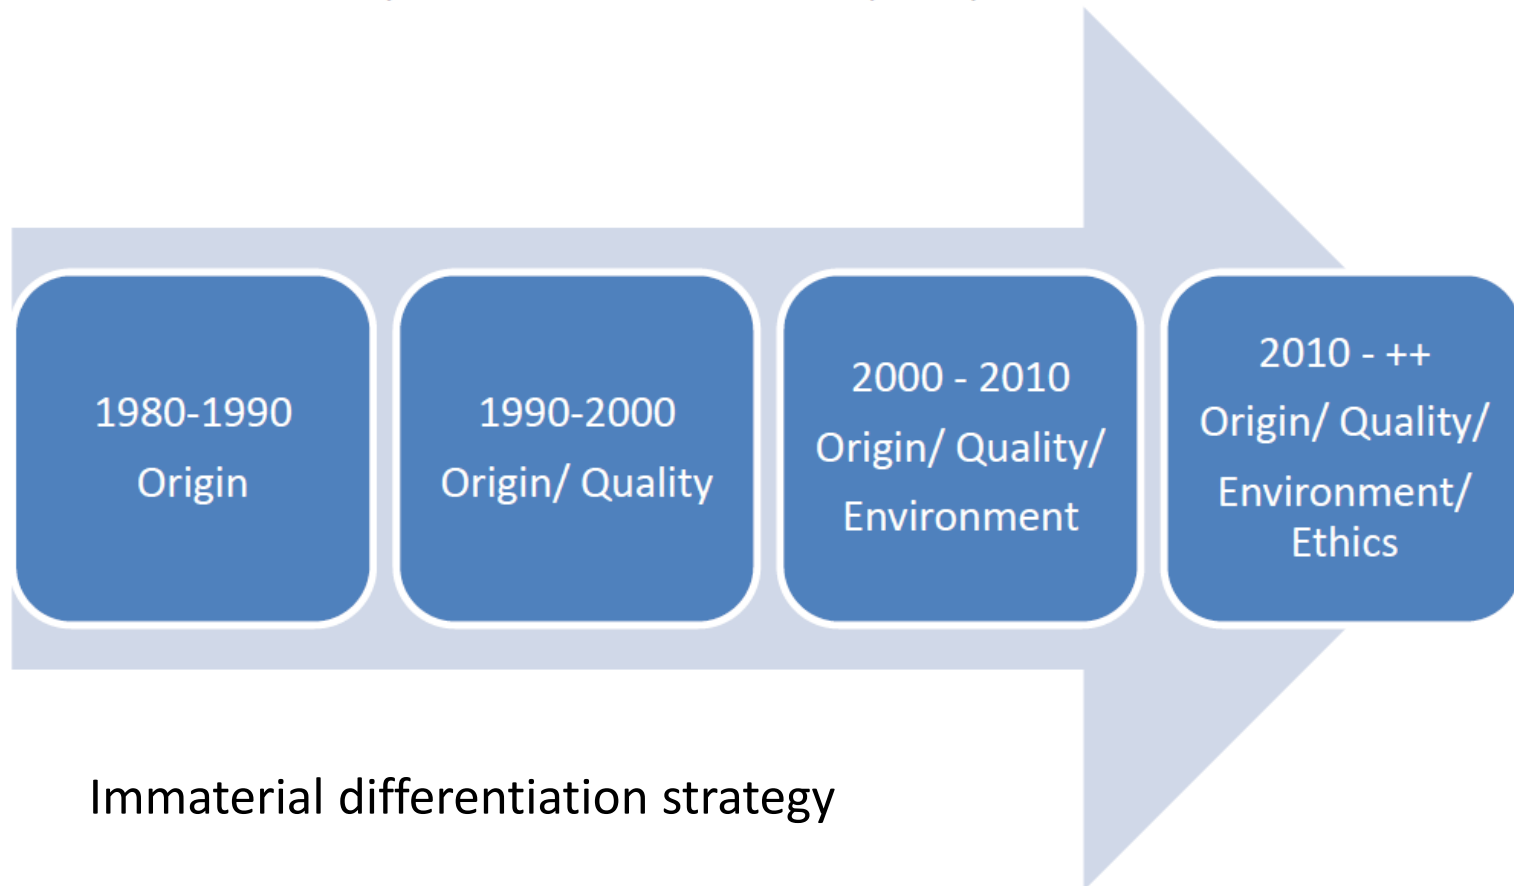 1980-1990
Origin
1990-2000
Origin/ Quality
2000 - 2010
Origin/ Quality/
Environment
2010 - ++
Origin/ Quality/
Environment/
Ethics
Immaterial differentiation strategy